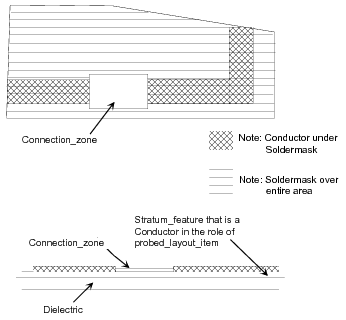 Connection_zone
Note: Conductor under
Soldermask
Note: Soldermask over
entire area
Stratum_feature that is a
Conductor in the role of
probed_layout_item
Connection_zone
Dielectric